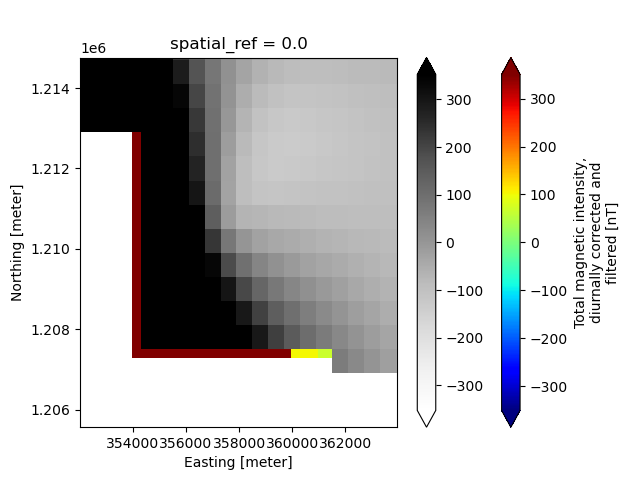 spatial_ref = 0.0
1e6
1.214
1.212
1.210
1.208
1.206
Northing [meter]
354000 356000 358000 360000 362000
Easting [meter]
300
200
100
0
−100
−200
−300
300
200
100
0
−100
−200
−300
Total magnetic intensity,
diurnally corrected and
filtered [nT]